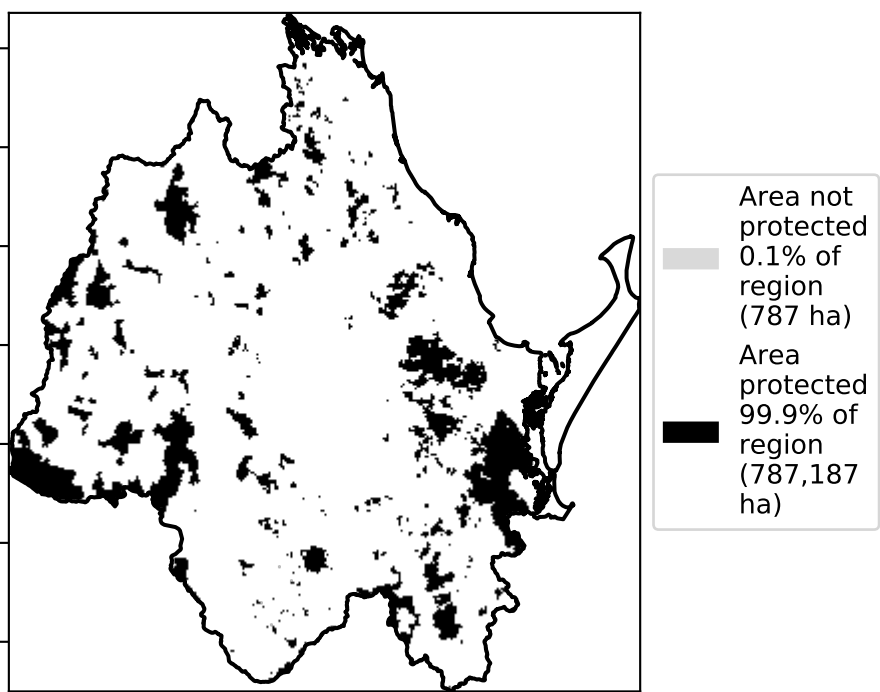 Area not
protected
0.1% of
region
(787 ha)
Area
protected
99.9% of
region
(787,187
ha)